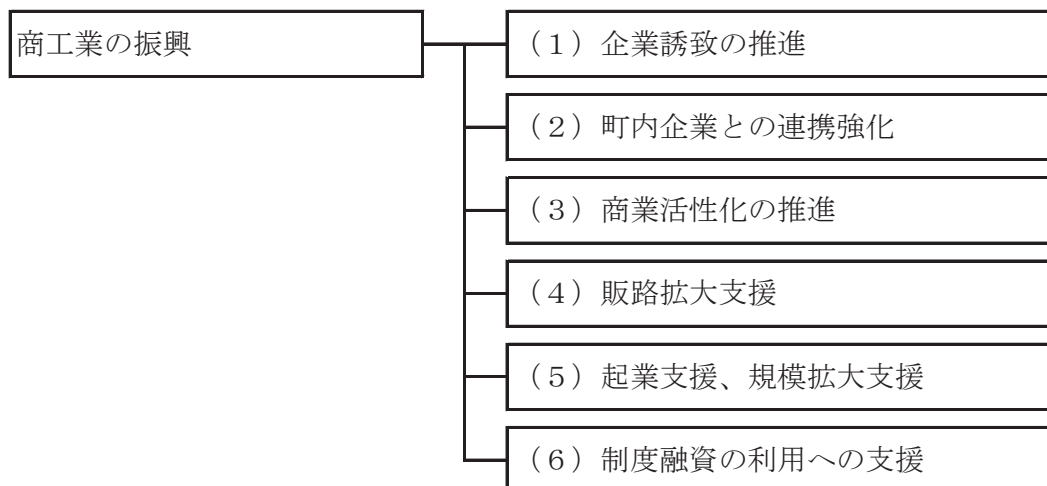 商工業の振興
（１）企業誘致の推進
（２）町内企業との連携強化
（３）商業活性化の推進
（４）販路拡大支援
（５）起業支援、規模拡大支援
（６）制度融資の利用への支援